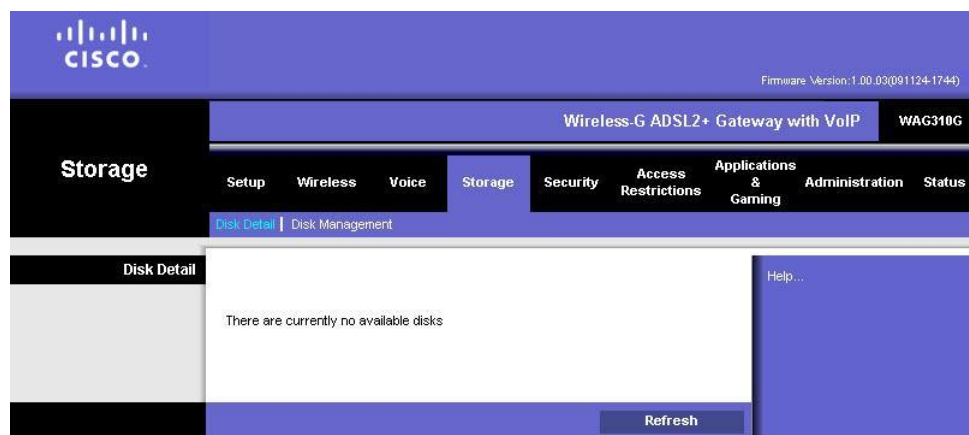 CISCO.
Firmware Version:1.00.03(091124-1744)
Wireless-G ADSL2+ Gateway with VoIP WAG310G
Storage
Setup Wireless Voice Storage Security Access Restrictions Applications & Gaming Administration Status
Disk Detail | Disk Management
Disk Detail
Help...
There are currently no available disks
Refresh